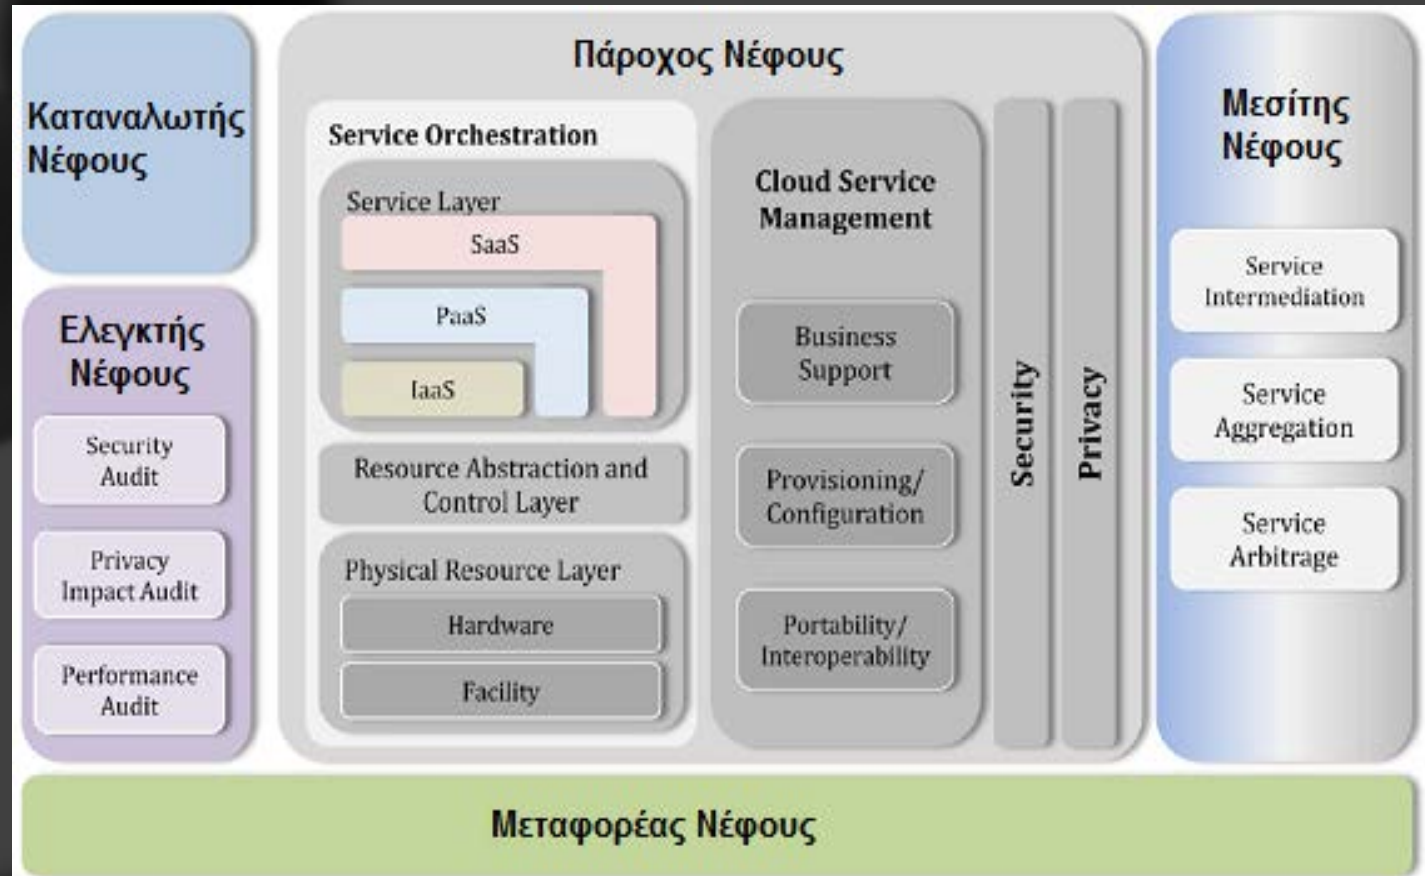 Καταναλωτής
Νέφους
Ελεγκτής
Νέφους
Security
Audit
Privacy
Impact Audit
Performance
Audit
Πάροχος Νέφους
Service Orchestration
Service Layer
SaaS
PaaS
IaaS
Resource Abstraction and
Control Layer
Physical Resource Layer
Hardware
Facility
Cloud Service
Management
Business
Support
Provisioning/
Configuration
Portability/
Interoperability
Security
Privacy
Μεσίτης
Νέφους
Service
Intermediation
Service
Aggregation
Service
Arbitrage
Μεταφορέας Νέφους